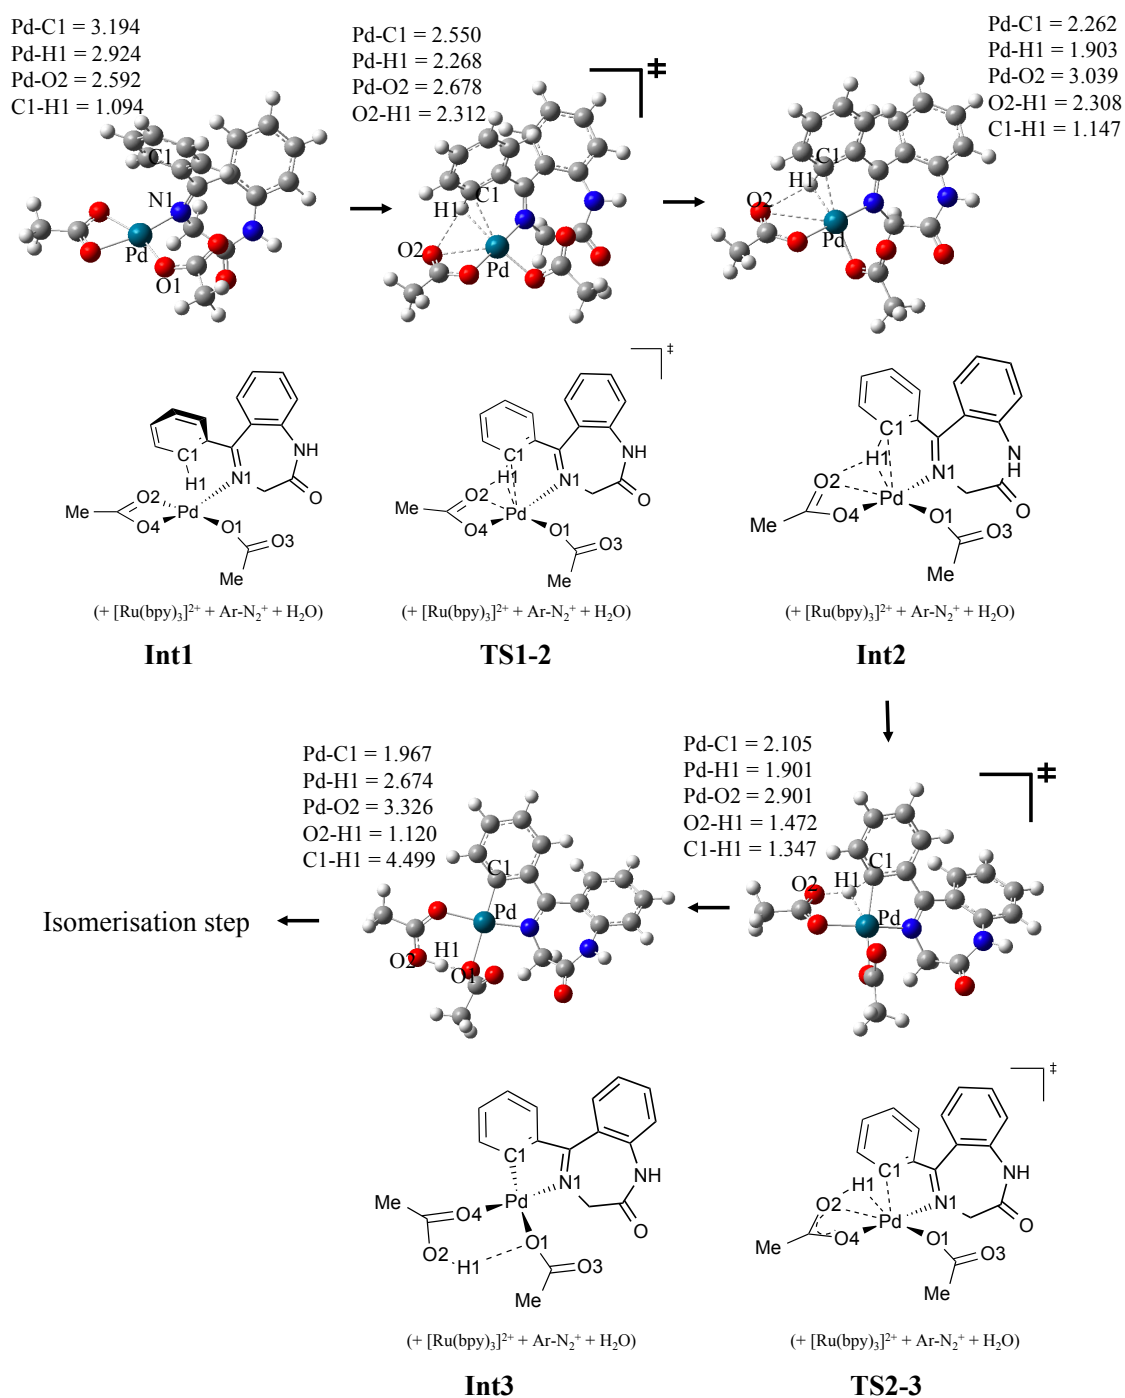 Pd-C1 = 3.194
Pd-H1 = 2.924
Pd-O2 = 2.592
C1-H1 = 1.094
Pd-C1 = 2.550
Pd-H1 = 2.268
Pd-O2 = 2.678
O2-H1 = 2.312
‡
Pd-C1 = 2.262
Pd-H1 = 1.903
Pd-O2 = 3.039
O2-H1 = 2.308
C1-H1 = 1.147
C1
N1
Pd
O1
C1
H1
O2
Pd
C1
H1
O2
Pd
C1
H1
N1
NH
O
O2
O4
Pd
O1
O3
Me
Me
(+ [Ru(bpy)₃]²⁺ + Ar-N₂⁺ + H₂O)
Int1
‡
C1
H1
N1
NH
O
O2
O4
Pd
O1
O3
Me
Me
(+ [Ru(bpy)₃]²⁺ + Ar-N₂⁺ + H₂O)
TS1-2
C1
H1
N1
N
H
O
O2
O4
Pd
O1
O3
Me
Me
(+ [Ru(bpy)₃]²⁺ + Ar-N₂⁺ + H₂O)
Int2
Pd-C1 = 2.105
Pd-H1 = 1.901
Pd-O2 = 2.901
O2-H1 = 1.472
C1-H1 = 1.347
‡
C1
H1
O2
Pd
Pd-C1 = 1.967
Pd-H1 = 2.674
Pd-O2 = 3.326
O2-H1 = 1.120
C1-H1 = 4.499
C1
Pd
H1
O2
O1
Isomerisation step
C1
N1
NH
O
Pd
O4
O2
H1
O1
O3
Me
(+ [Ru(bpy)₃]²⁺ + Ar-N₂⁺ + H₂O)
Int3
‡
C1
H1
N1
NH
O
O2
O4
Pd
O1
O3
Me
Me
(+ [Ru(bpy)₃]²⁺ + Ar-N₂⁺ + H₂O)
TS2-3